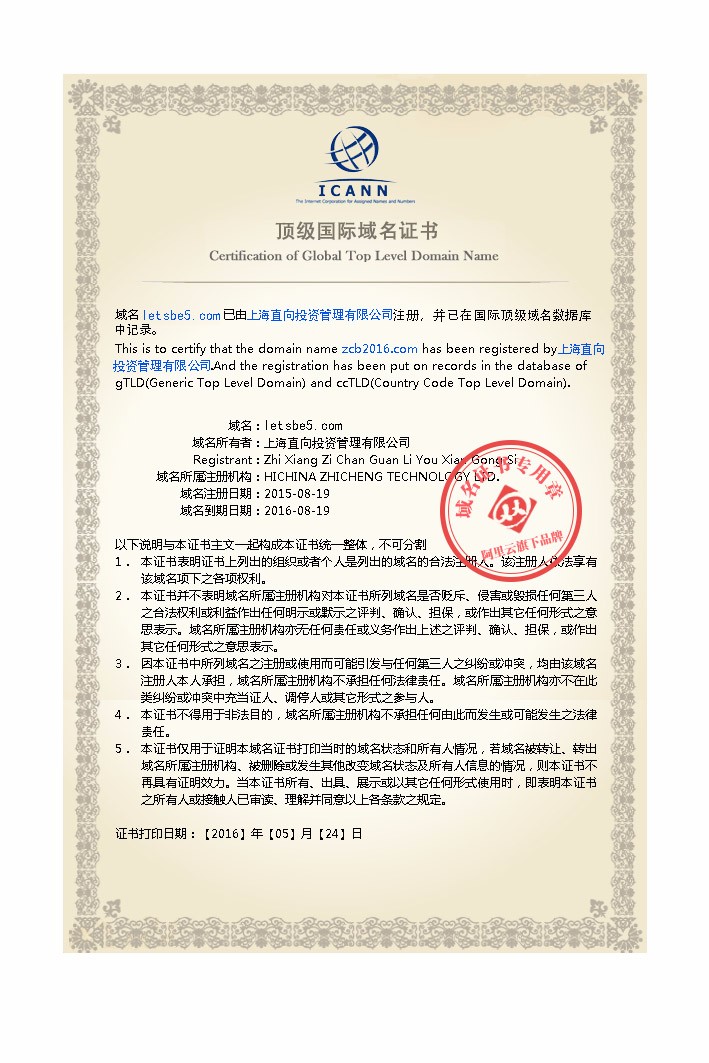 ICANN
The Internet Corporation for Assigned Names and Numbers
顶级国际域名证书
Certification of Global Top Level Domain Name
域名letsbe5.com已由上海直向投资管理有限公司注册，并已在国际顶级域名数据库
中记录。
This is to certify that the domain name zcb2016.com has been registered by上海直向
投资管理有限公司.And the registration has been put on records in the database of
gTLD(Generic Top Level Domain) and ccTLD(Country Code Top Level Domain).
域名：letsbe5.com
域名所有者：上海直向投资管理有限公司
Registrant：Zhi Xiang Zi Chan Guan Li You Xian Gong Si
域名所属注册机构：HICHINA ZHICHENG TECHNOLOGY LTD.
域名注册日期：2015-08-19
域名到期日期：2016-08-19
域名证书专用章
阿里云旗下品牌
以下说明与本证书主文一起构成本证书统一整体，不可分割
1. 本证书表明证书上列出的组织或者个人是列出的域名的合法注册人。该注册人依法享有
该域名项下之各项权利。
2. 本证书并不表明域名所属注册机构对本证书所列域名是否贬斥、侵害或毁损任何第三人
之合法权利或利益作出任何明示或默示之评判、确认、担保，或作出其它任何形式之意
思表示。域名所属注册机构亦无任何责任或义务作出上述之评判、确认、担保，或作出
其它任何形式之意思表示。
3. 因本证书中所列域名之注册或使用而可能引发与任何第三人之纠纷或冲突，均由该域名
注册人本人承担，域名所属注册机构不承担任何法律责任。域名所属注册机构亦不在此
类纠纷或冲突中充当证人、调停人或其它形式之参与人。
4. 本证书不得用于非法目的，域名所属注册机构不承担任何由此而发生或可能发生之法律
责任。
5. 本证书仅用于证明本域名证书打印当时的域名状态和所有人情况，若域名被转让、转出
域名所属注册机构、被删除或发生其他改变域名状态及所有人信息的情况，则本证书不
再具有证明效力。当本证书所有、出具、展示或以其它任何形式使用时，即表明本证书
之所有人或接触人已审读、理解并同意以上各条款之规定。
证书打印日期：【2016】年【05】月【24】日